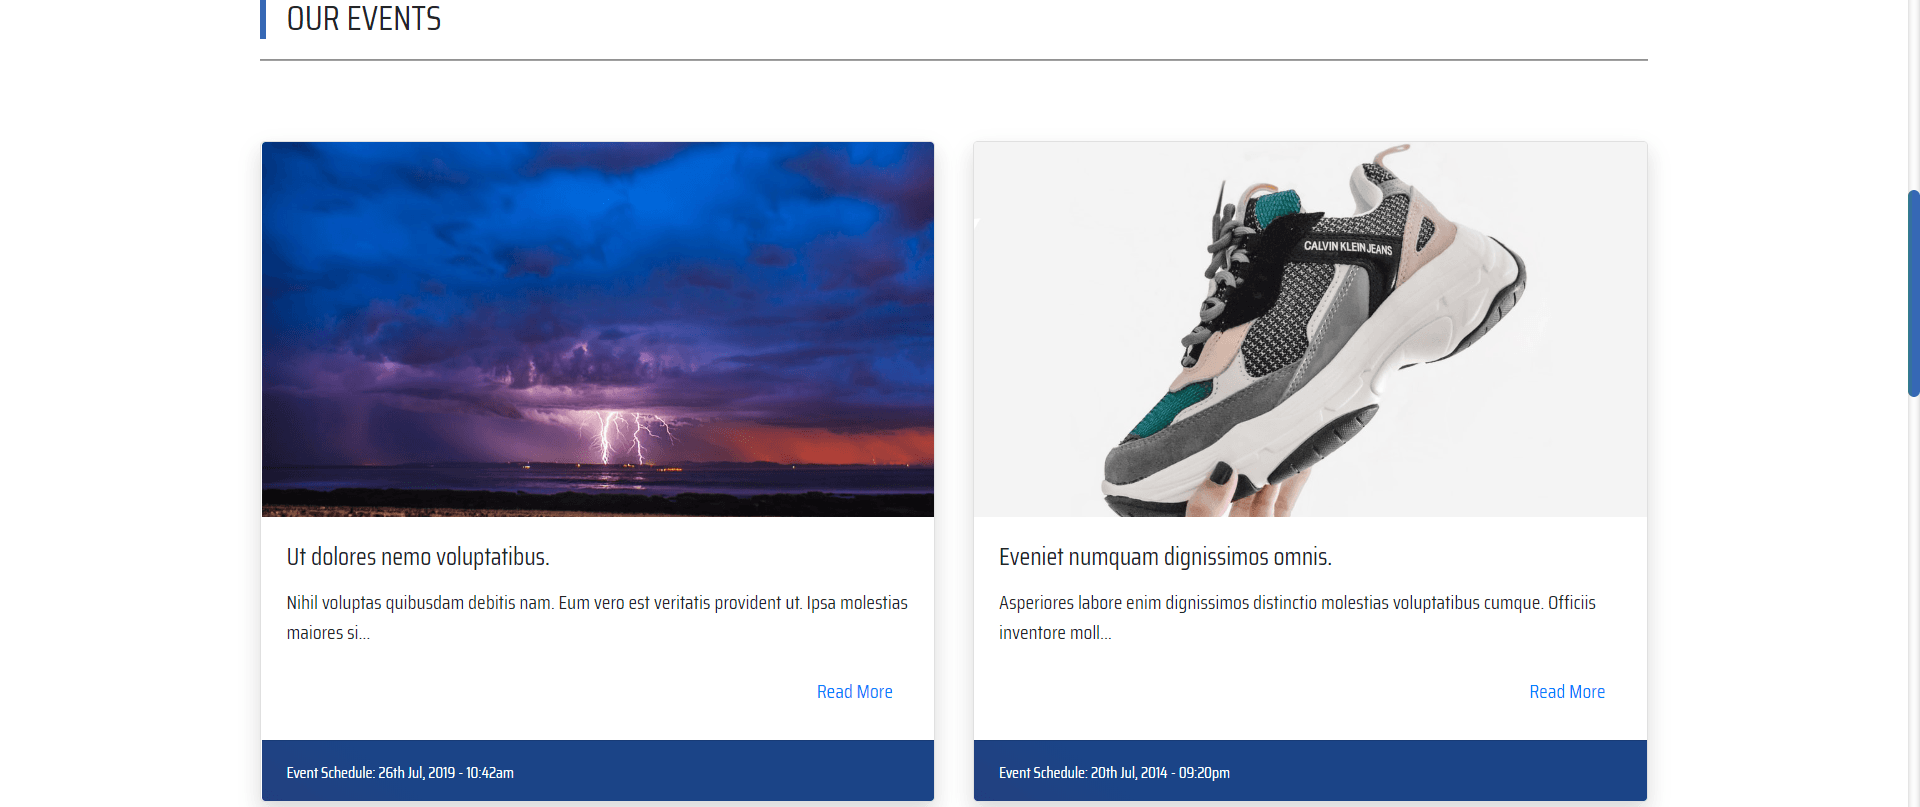 OUR EVENTS
CALVIN KLEIN JEANS
Ut dolores nemo voluptatibus.
Nihil voluptas quibusdam debitis nam. Eum vero est veritatis provident ut. Ipsa molestias
maiores si...
Read More
Event Schedule: 26th Jul, 2019 - 10:42am
Eveniet numquam dignissimos omnis.
Asperiores labore enim dignissimos distinctio molestias voluptatibus cumque. Officiis
inventore moll...
Read More
Event Schedule: 20th Jul, 2014 - 09:20pm